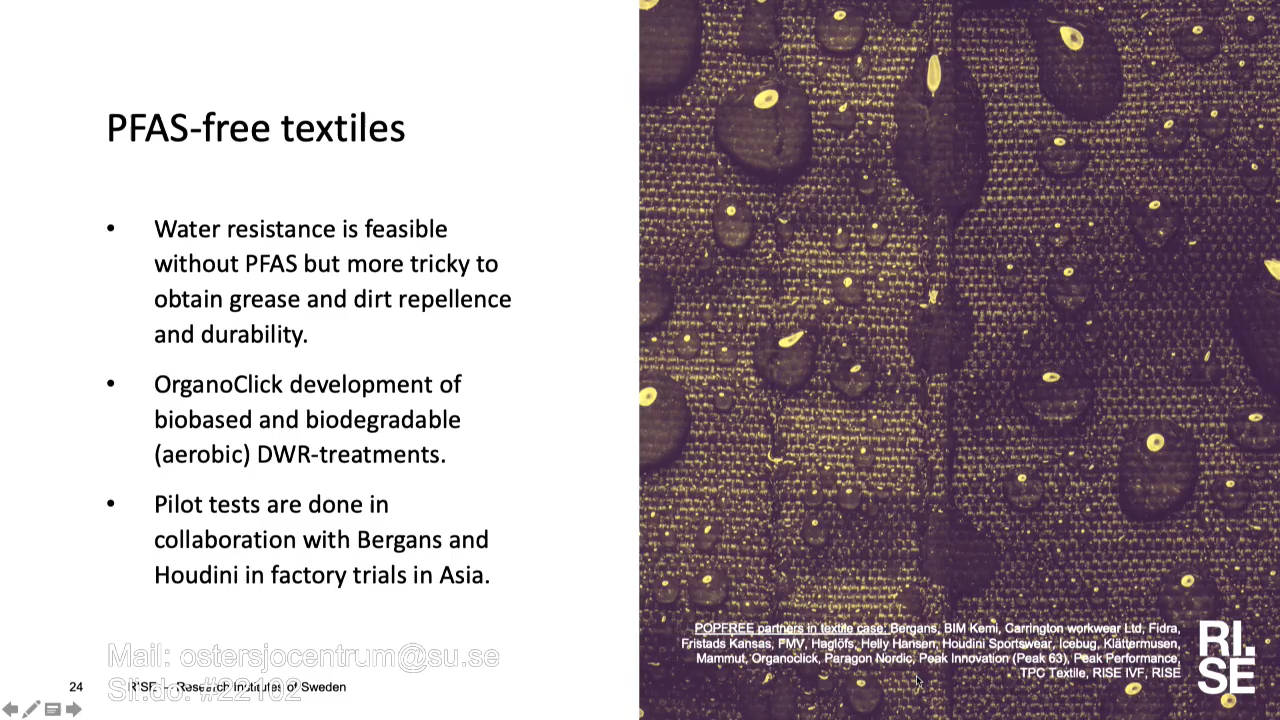 PFAS-free textiles
• Water resistance is feasible
without PFAS but more tricky to
obtain grease and dirt repellence
and durability.
• OrganoClick development of
biobased and biodegradable
(aerobic) DWR-treatments.
• Pilot tests are done in
collaboration with Bergans and
Houdini in factory trials in Asia.
POPFREE partners in textile case: Bergans, BIM Kemi, Carrington workwear Ltd, Fidra,
Fristads Kansas, FMV, Haglöfs, Helly Hansen, Houdini Sportswear, Icebug, Klättermusen,
Mammut, Organoclick, Paragon Nordic, Peak Innovation (Peak 63), Peak Performance,
TPC Textile, RISE IVF, RISE
RI.
SE
Mail: ostersjocentrum@su.se
Sli.do: #22102
24 RISE — Research Institutes of Sweden